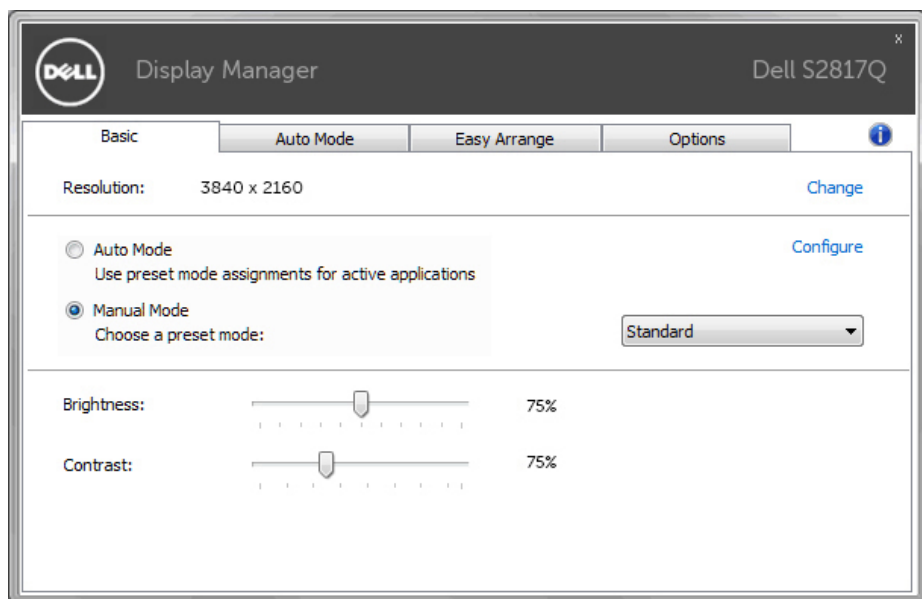 x
DELL Display Manager Dell S2817Q
Basic Auto Mode Easy Arrange Options i
Resolution: 3840 x 2160 Change
Auto Mode Configure
Use preset mode assignments for active applications
Manual Mode
Choose a preset mode: Standard
Brightness: 75%
Contrast: 75%